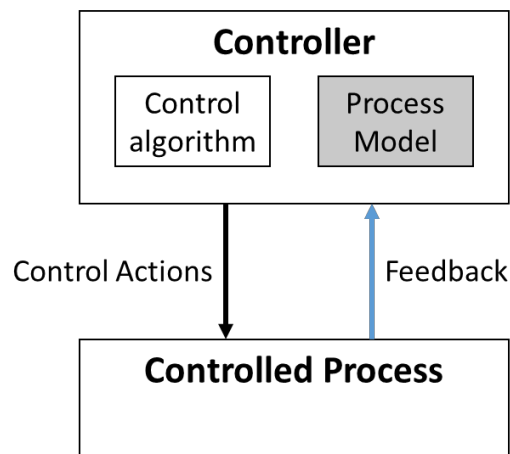 Controller
Control
algorithm
Process
Model
Control Actions
Feedback
Controlled Process